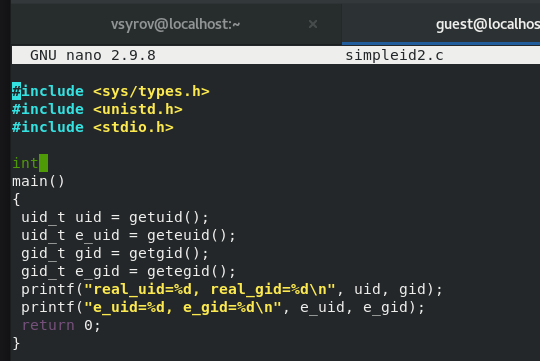 vsyrov@localhost:~ × guest@localhos
GNU nano 2.9.8 simpleid2.c
#include <sys/types.h>
#include <unistd.h>
#include <stdio.h>
int
main()
{
uid_t uid = getuid();
uid_t e_uid = geteuid();
gid_t gid = getgid();
gid_t e_gid = getegid();
printf("real_uid=%d, real_gid=%d\n", uid, gid);
printf("e_uid=%d, e_gid=%d\n", e_uid, e_gid);
return 0;
}